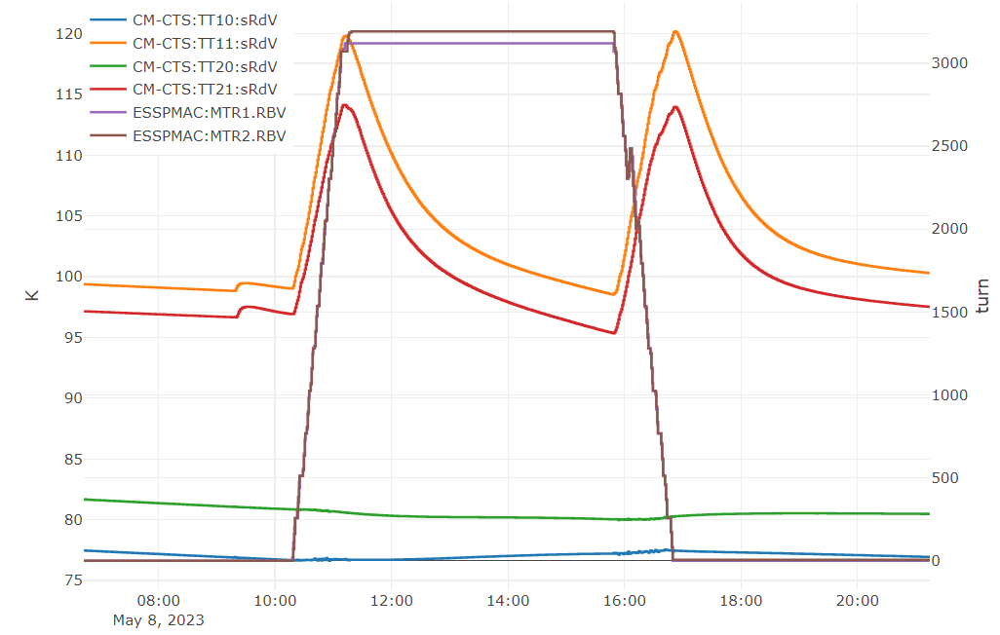 CM-CTS:TT10:sRdV
CM-CTS:TT11:sRdV
CM-CTS:TT20:sRdV
CM-CTS:TT21:sRdV
ESSPMAC:MTR1.RBV
ESSPMAC:MTR2.RBV
120
115
110
105
100
95
90
85
80
75
K
3000
2500
2000
1500
1000
500
0
turn
08:00 10:00 12:00 14:00 16:00 18:00 20:00
May 8, 2023